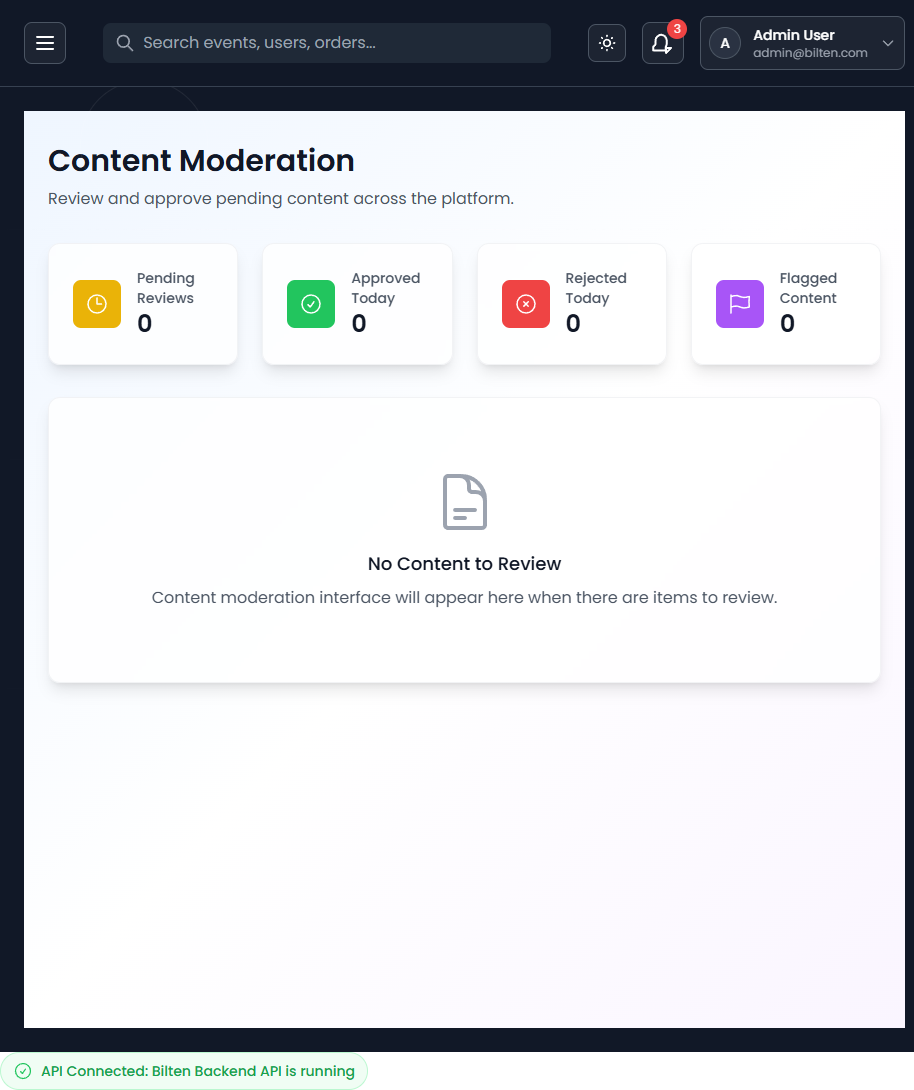 Search events, users, orders...
3
A
Admin User
admin@bilten.com
Content Moderation
Review and approve pending content across the platform.
Pending
Reviews
0
Approved
Today
0
Rejected
Today
0
Flagged
Content
0
No Content to Review
Content moderation interface will appear here when there are items to review.
API Connected: Bilten Backend API is running